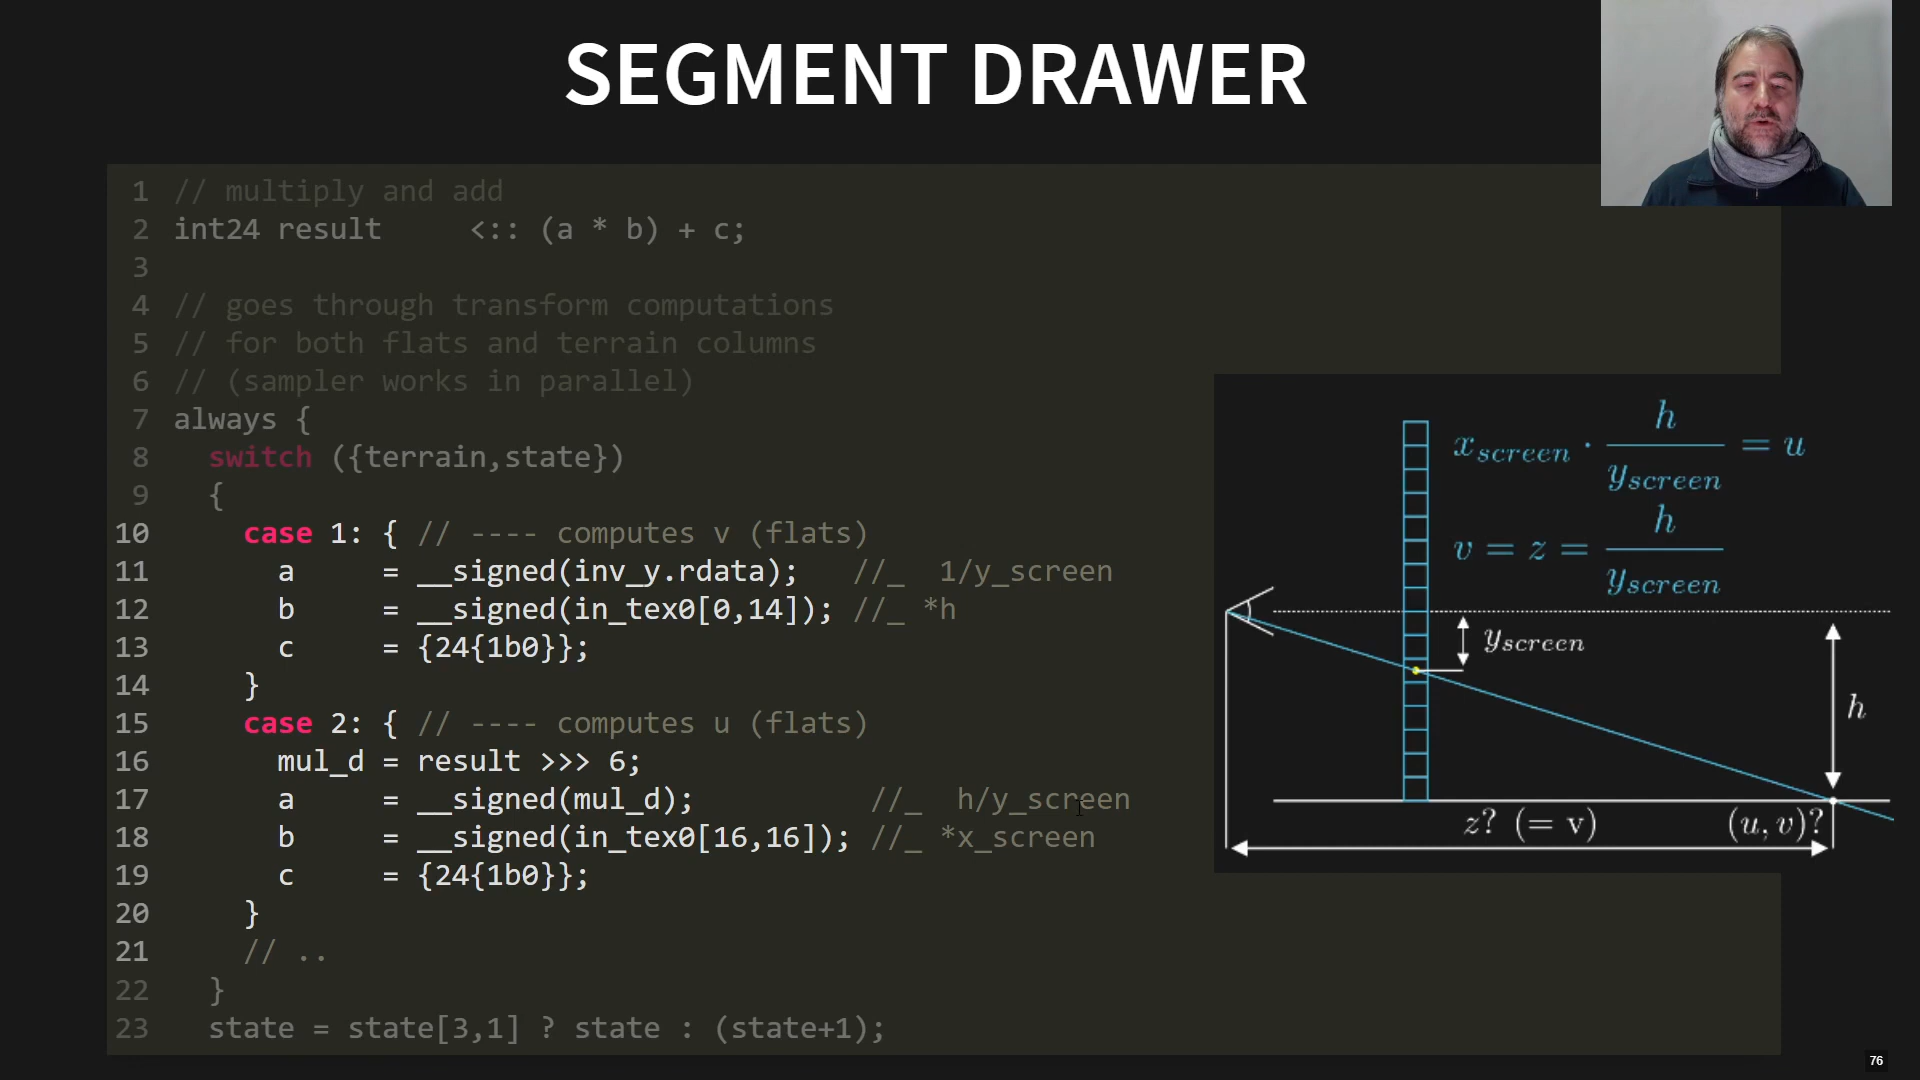 SEGMENT DRAWER
1 // multiply and add
2 int24 result     <:: (a * b) + c;
3
4 // goes through transform computations
5 // for both flats and terrain columns
6 // (sampler works in parallel)
7 always {
8   switch ({terrain,state})
9   {
10     case 1: { // ---- computes v (flats)
11       a     = __signed(inv_y.rdata);   //_  1/y_screen
12       b     = __signed(in_tex0[0,14]); //_ *h
13       c     = {24{1b0}};
14     }
15     case 2: { // ---- computes u (flats)
16       mul_d = result >>> 6;
17       a     = __signed(mul_d);          //_  h/y_screen
18       b     = __signed(in_tex0[16,16]); //_ *x_screen
19       c     = {24{1b0}};
20     }
21     // ..
22   }
23   state = state[3,1] ? state : (state+1);
x_screen · h / y_screen = u
v = z = h / y_screen
y_screen
h
z? (= v)
(u, v)?
76